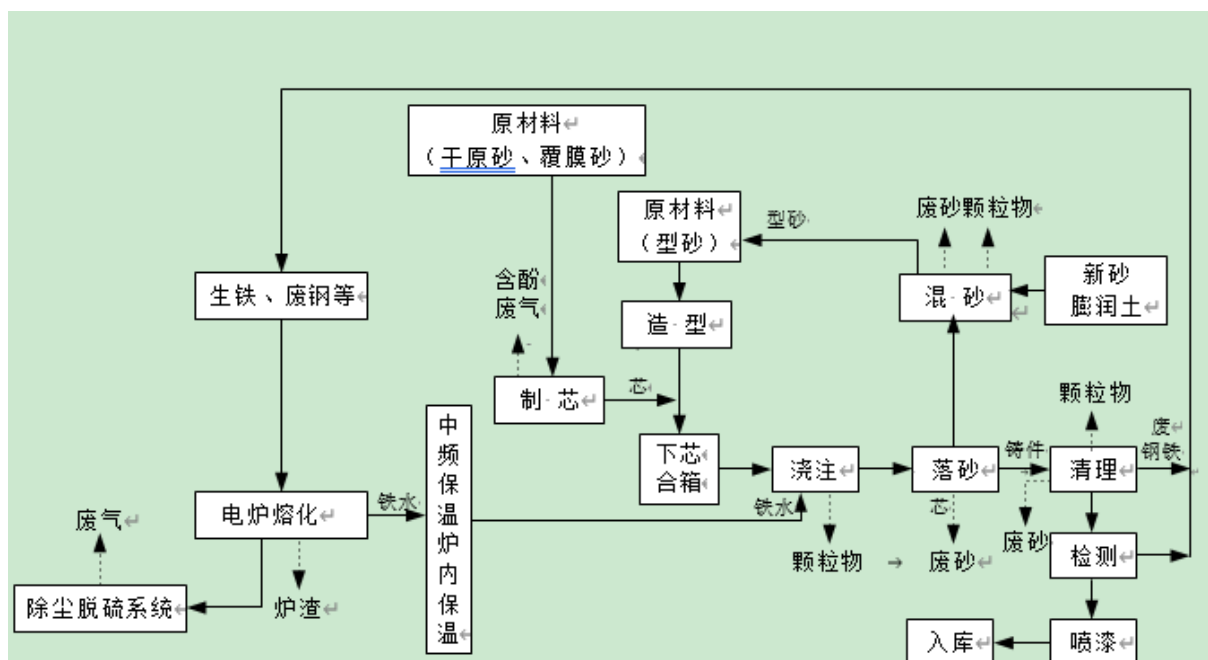 原材料
（干原砂、覆膜砂）
原材料
（型砂）
型砂
废砂颗粒物
新砂
膨润土
混 砂
生铁、废钢等
含酚
废气
造 型
制 芯
芯
颗粒物
废
钢铁
中
频
保
温
炉
内
保
温
下芯
合箱
浇注
落砂
铸件
清理
电炉熔化
铁水
铁水
芯
废气
颗粒物 → 废砂
废砂
检测
除尘脱硫系统
炉渣
入库
喷漆